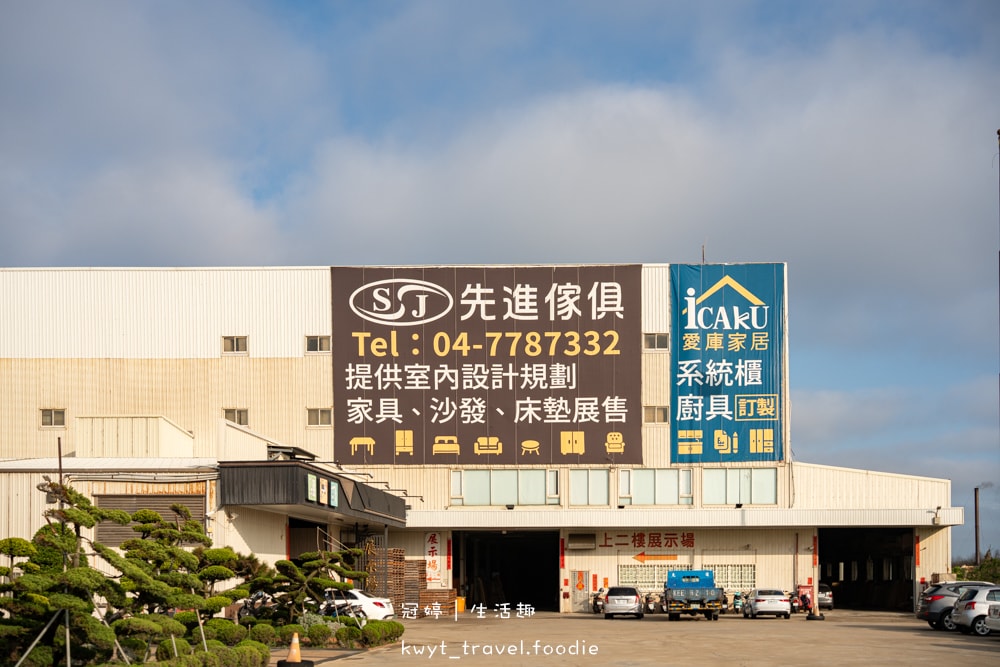 SJ 先進傢俱
Tel：04-7787332
提供室內設計規劃
家具、沙發、床墊展售
iCAKU
愛庫家居
系統櫃
廚具 訂製
上二樓展示場
展示場
冠婷│生活趣
kwyt_travel.foodie